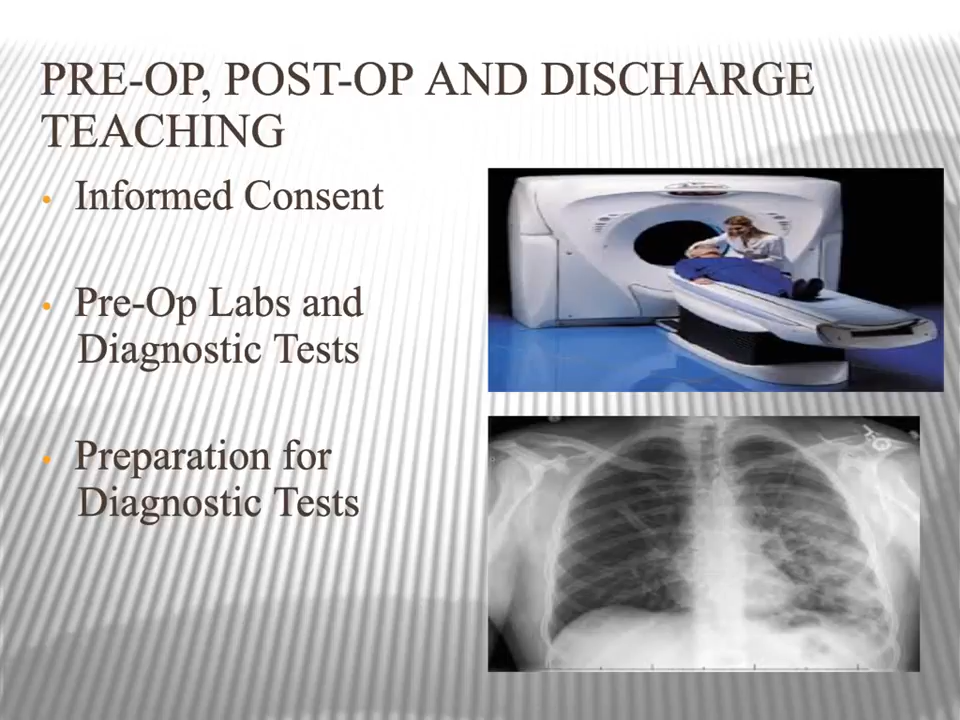 PRE-OP, POST-OP AND DISCHARGE
TEACHING
• Informed Consent
• Pre-Op Labs and
Diagnostic Tests
• Preparation for
Diagnostic Tests